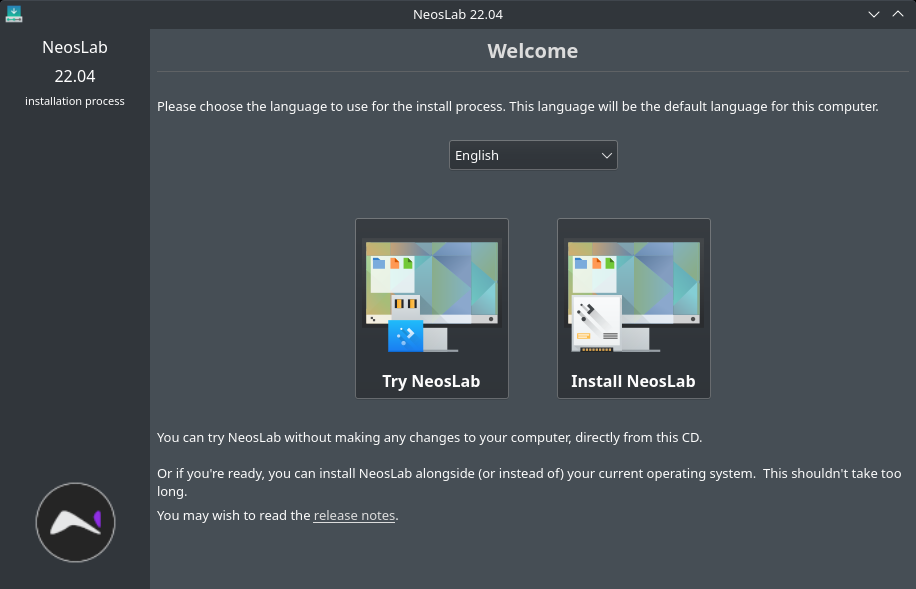 NeosLab 22.04
NeosLab
22.04
installation process
Welcome
Please choose the language to use for the install process. This language will be the default language for this computer.
English
Try NeosLab
Install NeosLab
You can try NeosLab without making any changes to your computer, directly from this CD.
Or if you're ready, you can install NeosLab alongside (or instead of) your current operating system.  This shouldn't take too
long.
You may wish to read the release notes.